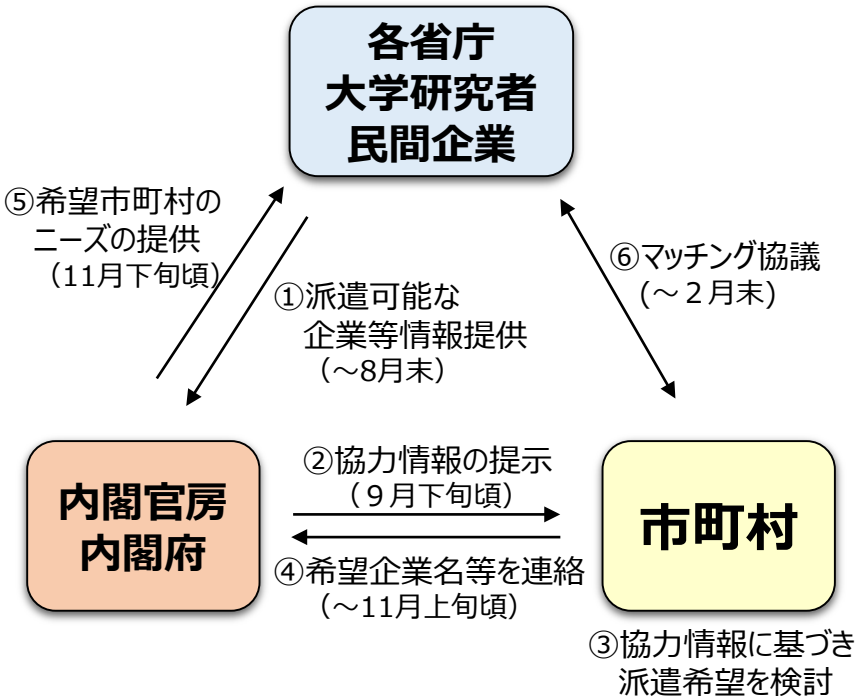 各省庁
大学研究者
民間企業
⑤希望市町村の
ニーズの提供
（11月下旬頃）
①派遣可能な
企業等情報提供
（～8月末）
⑥マッチング協議
(～２月末)
内閣官房
内閣府
②協力情報の提示
（９月下旬頃）
④希望企業名等を連絡
（～11月上旬頃）
市町村
③協力情報に基づき
派遣希望を検討